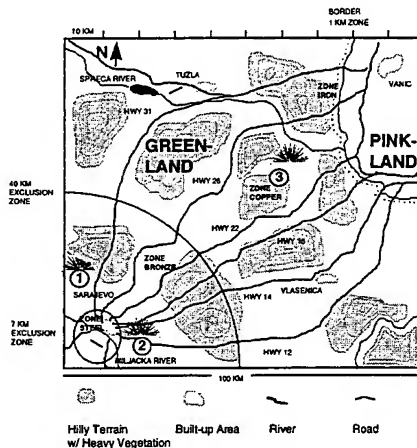 BORDER
1 KM ZONE
70 KM
N
TUZLA
SPRECA RIVER
ZONE
IRON
VANIC
HWY 31
GREEN-
LAND
PINK-
LAND
HWY 26
3
ZONE
COPPER
40 KM
EXCLUSION
ZONE
HWY 22
ZONE
BRONZE
HWY 16
1
SARAJEVO
HWY 14
VLASENICA
ZONE
STEEL
7 KM
EXCLUSION
ZONE
2
MILJACKA RIVER
HWY 12
100 KM
Hilly Terrain
w/ Heavy Vegetation
Built-up Area
River
Road